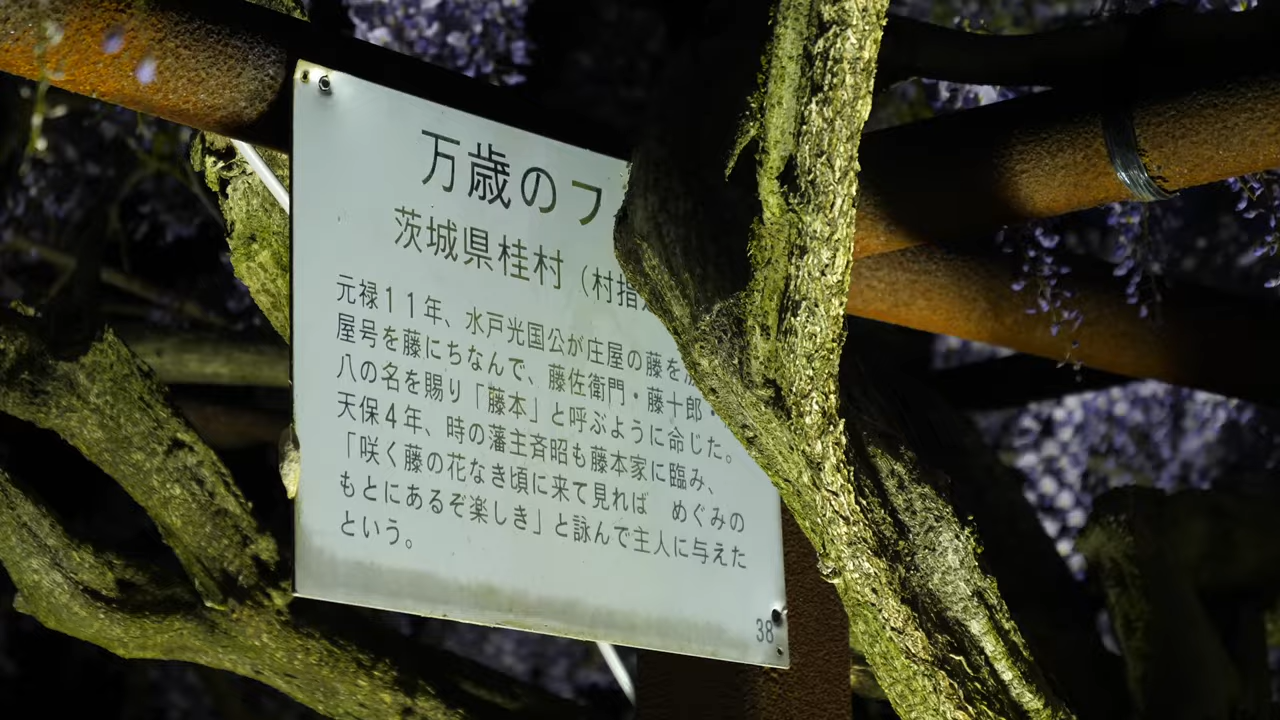 万歳のフ
茨城県桂村（村指
元禄１１年、水戸光国公が庄屋の藤を
屋号を藤にちなんで、藤佐衛門・藤十郎・
八の名を賜り「藤本」と呼ぶように命じた。
天保４年、時の藩主斉昭も藤本家に臨み、
「咲く藤の花なき頃に来て見れば　めぐみの
もとにあるぞ楽しき」と詠んで主人に与えた
という。
38